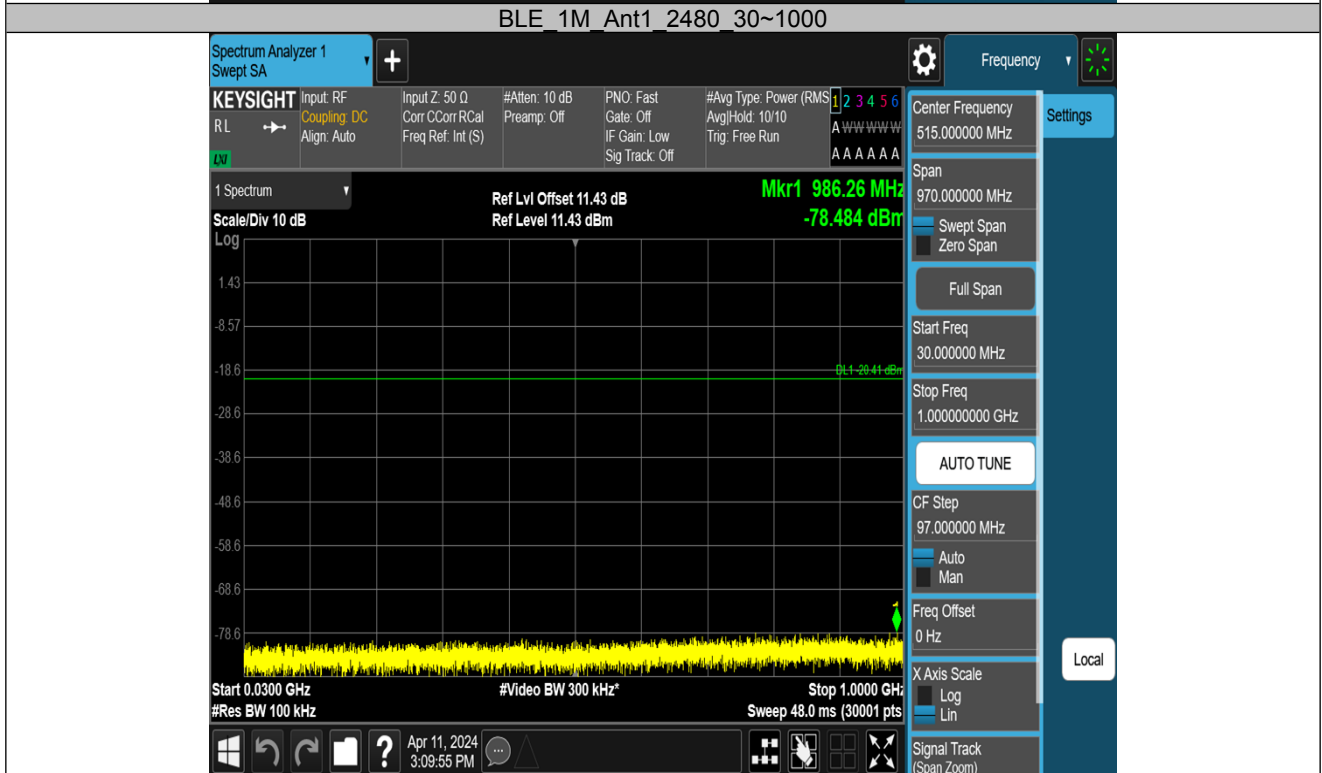 BLE_1M_Ant1_2480_30~1000
Spectrum Analyzer 1
Swept SA
+
Frequency
KEYSIGHT
RL
LXI
Input: RF
Coupling: DC
Align: Auto
Input Z: 50 Ω
Corr CCorr RCal
Freq Ref: Int (S)
#Atten: 10 dB
Preamp: Off
PNO: Fast
Gate: Off
IF Gain: Low
Sig Track: Off
#Avg Type: Power (RMS
Avg|Hold: 10/10
Trig: Free Run
1 2 3 4 5 6
A W W W W W
A A A A A A
1 Spectrum
Scale/Div 10 dB
Log
Ref Lvl Offset 11.43 dB
Ref Level 11.43 dBm
Mkr1 986.26 MHz
-78.484 dBm
1.43
-8.57
-18.6
DL1 -20.41 dBm
-28.6
-38.6
-48.6
-58.6
-68.6
1
-78.6
Start 0.0300 GHz
#Video BW 300 kHz*
Stop 1.0000 GHz
#Res BW 100 kHz
Sweep 48.0 ms (30001 pts
?
Apr 11, 2024
3:09:55 PM
Center Frequency
515.000000 MHz
Settings
Span
970.000000 MHz
Swept Span
Zero Span
Full Span
Start Freq
30.000000 MHz
Stop Freq
1.000000000 GHz
AUTO TUNE
CF Step
97.000000 MHz
Auto
Man
Freq Offset
0 Hz
Local
X Axis Scale
Log
Lin
Signal Track
(Span Zoom)